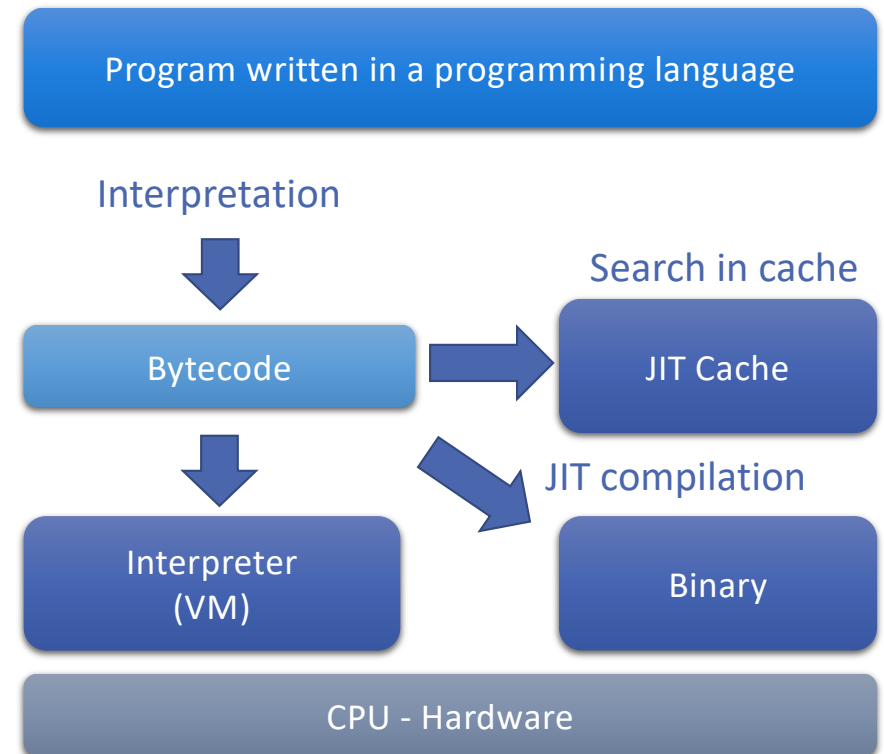 Program written in a programming language
Interpretation
Search in cache
Bytecode
JIT Cache
JIT compilation
Interpreter
(VM)
Binary
CPU - Hardware